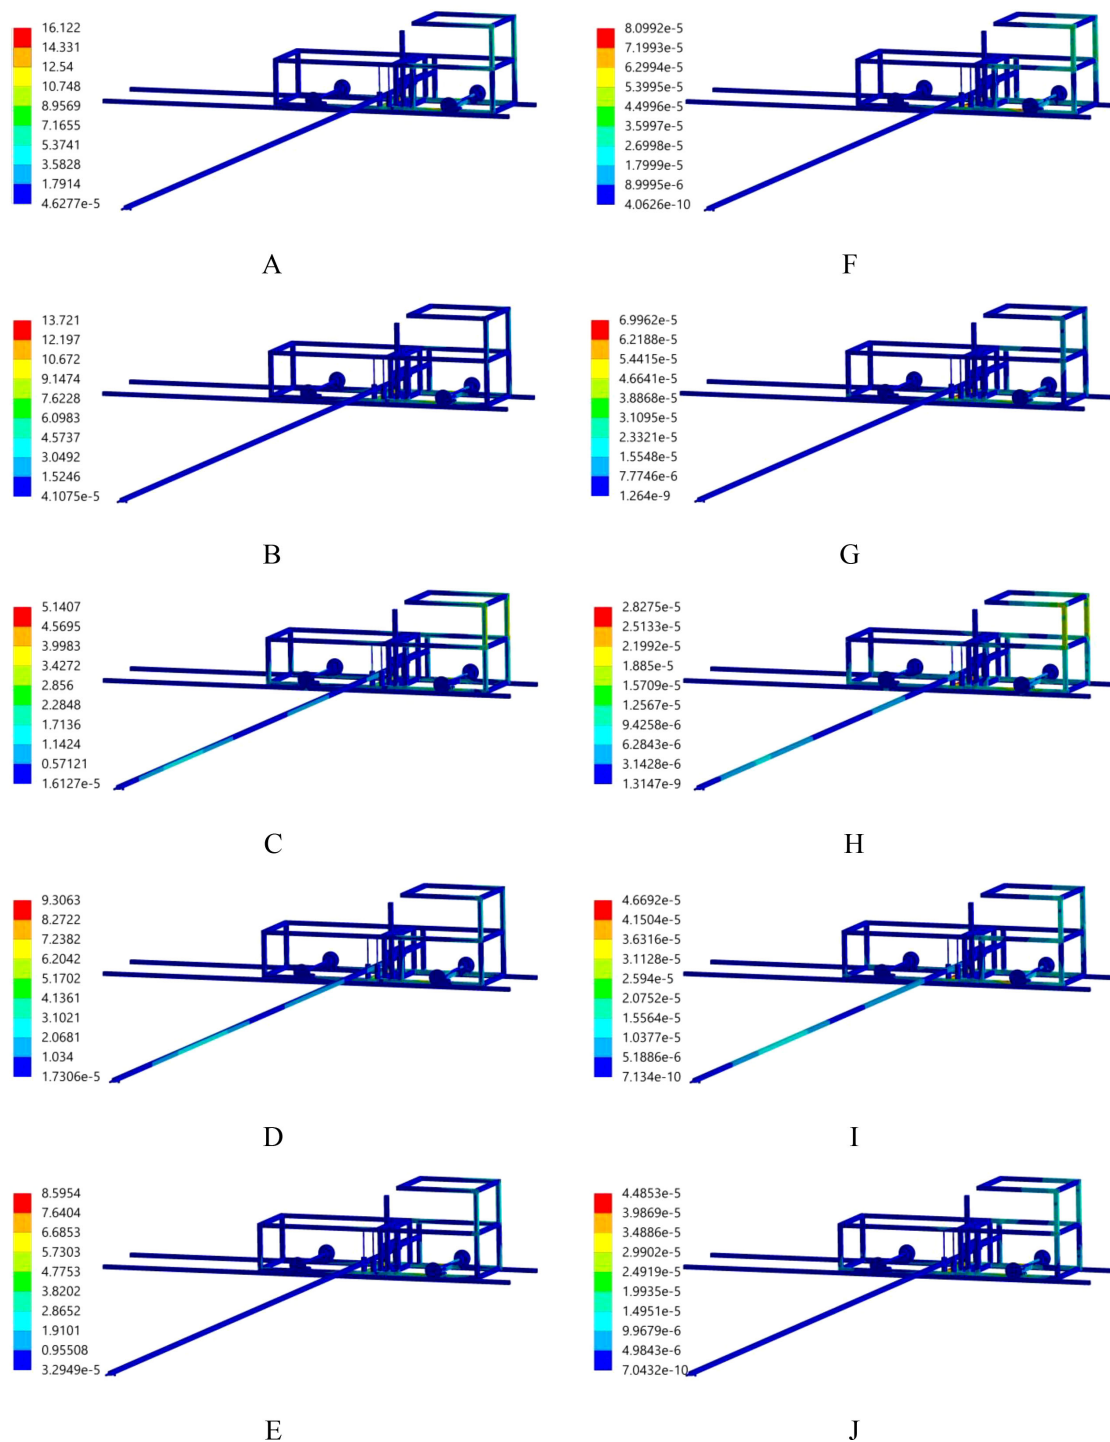 16.122
14.331
12.54
10.748
8.9569
7.1655
5.3741
3.5828
1.7914
4.6277e-5
A
8.0992e-5
7.1993e-5
6.2994e-5
5.3995e-5
4.4996e-5
3.5997e-5
2.6998e-5
1.7999e-5
8.9995e-6
4.0626e-10
F
13.721
12.197
10.672
9.1474
7.6228
6.0983
4.5737
3.0492
1.5246
4.1075e-5
B
6.9962e-5
6.2188e-5
5.4415e-5
4.6641e-5
3.8868e-5
3.1095e-5
2.3321e-5
1.5548e-5
7.7746e-6
1.264e-9
G
5.1407
4.5695
3.9983
3.4272
2.856
2.2848
1.7136
1.1424
0.57121
1.6127e-5
C
2.8275e-5
2.5133e-5
2.1992e-5
1.885e-5
1.5709e-5
1.2567e-5
9.4258e-6
6.2843e-6
3.1428e-6
1.3147e-9
H
9.3063
8.2722
7.2382
6.2042
5.1702
4.1361
3.1021
2.0681
1.034
1.7306e-5
D
4.6692e-5
4.1504e-5
3.6316e-5
3.1128e-5
2.594e-5
2.0752e-5
1.5564e-5
1.0377e-5
5.1886e-6
7.134e-10
I
8.5954
7.6404
6.6853
5.7303
4.7753
3.8202
2.8652
1.9101
0.95508
3.2949e-5
E
4.4853e-5
3.9869e-5
3.4886e-5
2.9902e-5
2.4919e-5
1.9935e-5
1.4951e-5
9.9679e-6
4.9843e-6
7.0432e-10
J